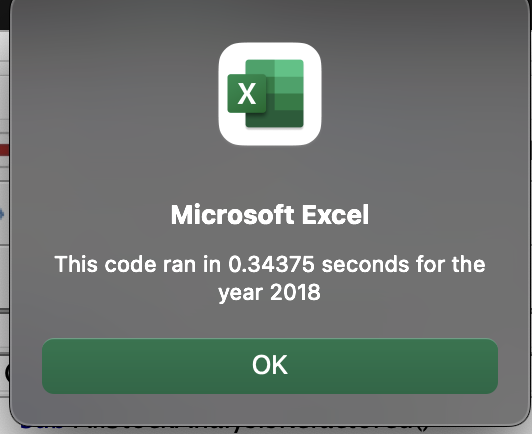 X
Microsoft Excel
This code ran in 0.34375 seconds for the
year 2018
OK